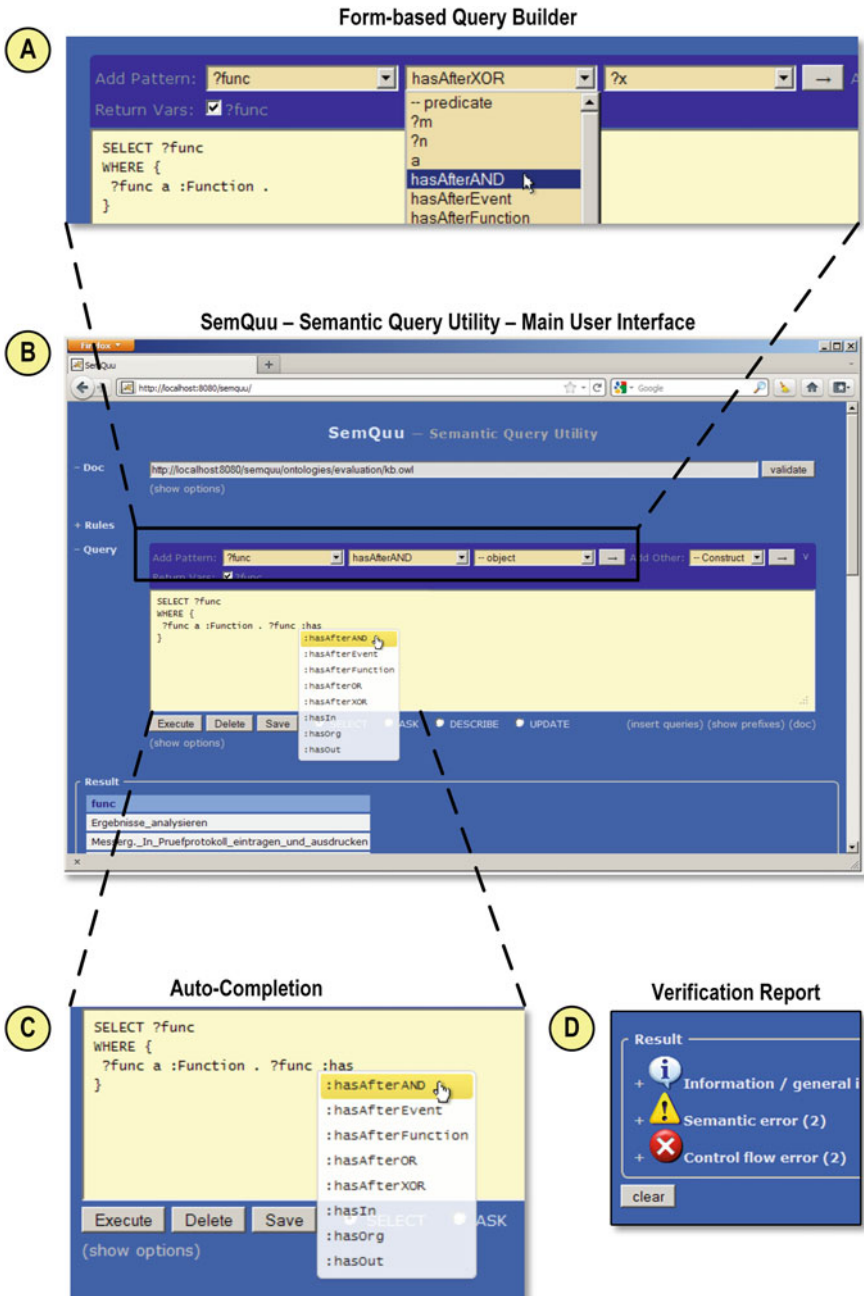 Form-based Query Builder
A
Add Pattern: ?func hasAfterXOR ?x → A
Return Vars: ?func
-- predicate
?m
?n
a
hasAfterAND
hasAfterEvent
hasAfterFunction
SELECT ?func
WHERE {
?func a :Function .
}
SemQuu – Semantic Query Utility – Main User Interface
B
Firefox
SemQuu +
http://localhost:8080/semquu/ Google
SemQuu — Semantic Query Utility
− Doc http://localhost:8080/semquu/ontologies/evaluation/kb.owl validate
(show options)
+ Rules
− Query Add Pattern: ?func hasAfterAND -- object → Add Other: -- Construct → v
Return Vars: ?func
SELECT ?func
WHERE {
?func a :Function . ?func :has
}
:hasAfterAND
:hasAfterEvent
:hasAfterFunction
:hasAfterOR
:hasAfterXOR
:hasIn
:hasOrg
:hasOut
Execute Delete Save SELECT ASK DESCRIBE UPDATE (insert queries) (show prefixes) (doc)
(show options)
Result
func
Ergebnisse_analysieren
Messerg._In_Pruefprotokoll_eintragen_und_ausdrucken
×
Auto-Completion
C
SELECT ?func
WHERE {
?func a :Function . ?func :has
}
:hasAfterAND
:hasAfterEvent
:hasAfterFunction
:hasAfterOR
:hasAfterXOR
:hasIn
:hasOrg
:hasOut
Execute Delete Save SELECT ASK
(show options)
Verification Report
D
Result
+ Information / general i
+ Semantic error (2)
+ Control flow error (2)
clear